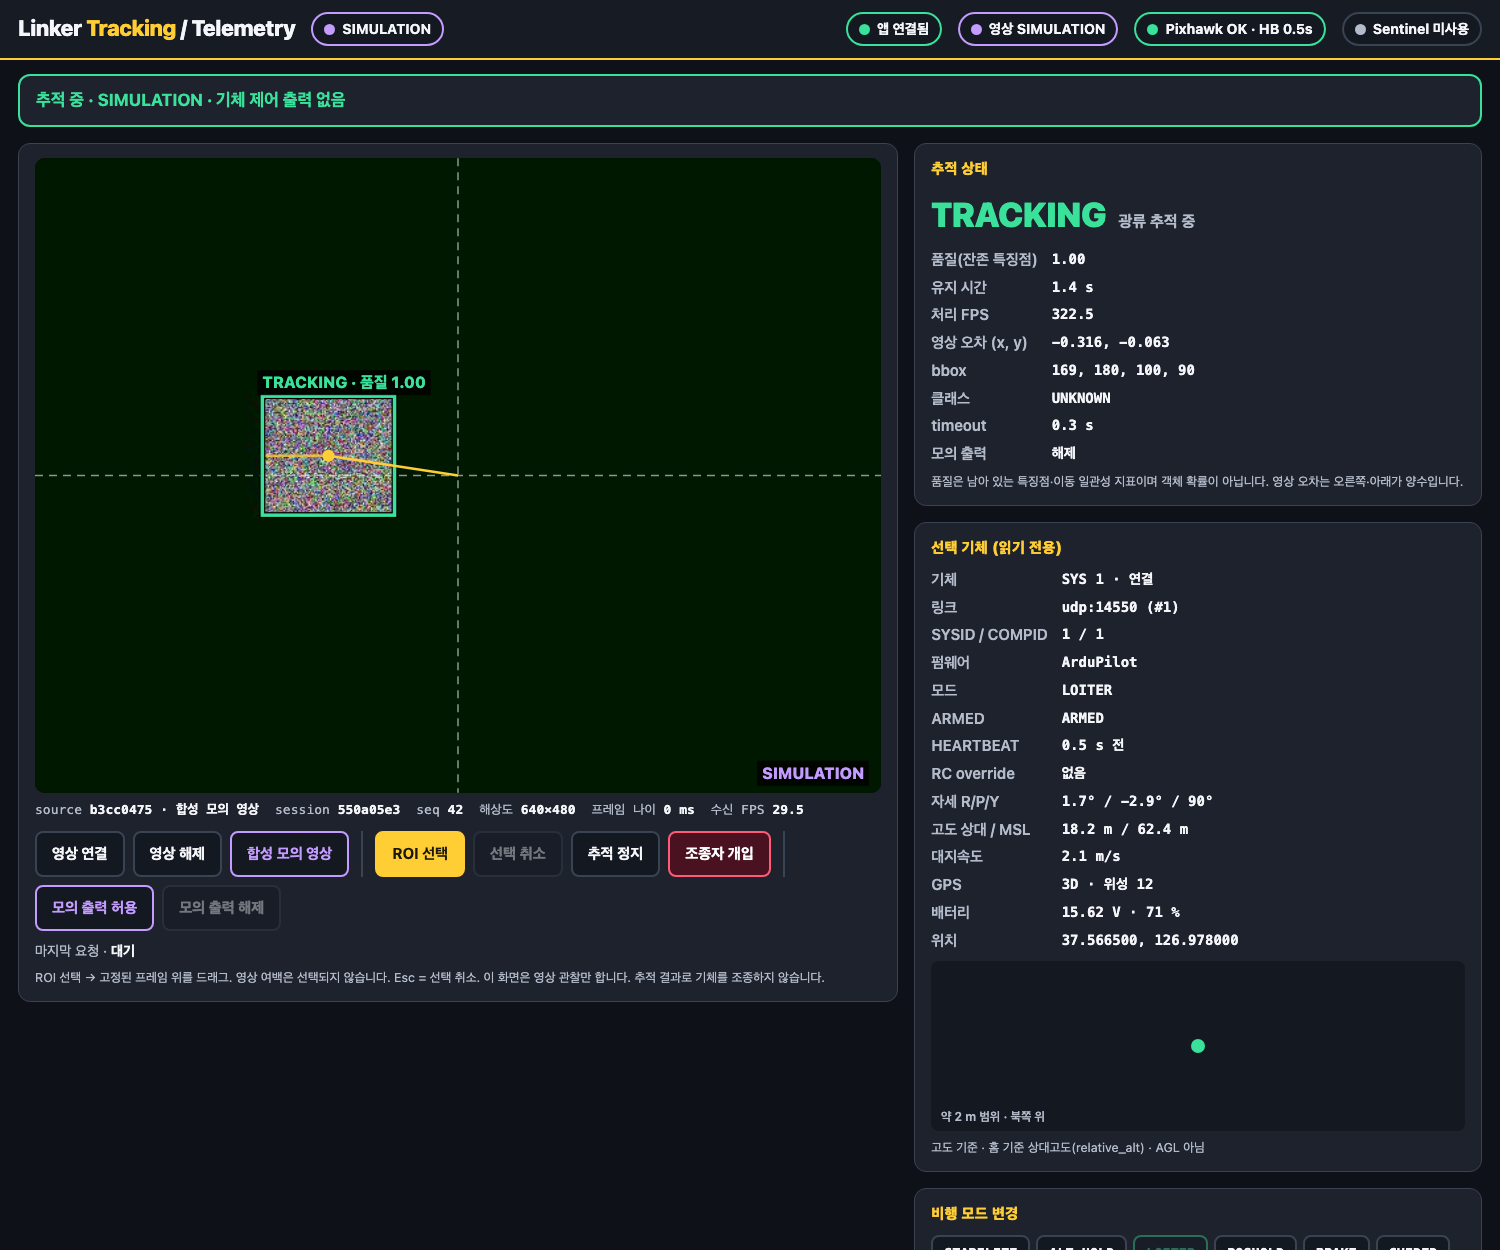 Linker Tracking / Telemetry
SIMULATION
앱 연결됨
영상 SIMULATION
Pixhawk OK · HB 0.5s
Sentinel 미사용
추적 중 · SIMULATION · 기체 제어 출력 없음
TRACKING · 품질 1.00
SIMULATION
source b3cc0475 · 합성 모의 영상 session 550a05e3 seq 42 해상도 640×480 프레임 나이 0 ms 수신 FPS 29.5
영상 연결
영상 해제
합성 모의 영상
ROI 선택
선택 취소
추적 정지
조종자 개입
모의 출력 허용
모의 출력 해제
마지막 요청 · 대기
ROI 선택 → 고정된 프레임 위를 드래그. 영상 여백은 선택되지 않습니다. Esc = 선택 취소. 이 화면은 영상 관찰만 합니다. 추적 결과로 기체를 조종하지 않습니다.
추적 상태
TRACKING 광류 추적 중
품질(잔존 특징점) 1.00
유지 시간 1.4 s
처리 FPS 322.5
영상 오차 (x, y) −0.316, −0.063
bbox 169, 180, 100, 90
클래스 UNKNOWN
timeout 0.3 s
모의 출력 해제
품질은 남아 있는 특징점·이동 일관성 지표이며 객체 확률이 아닙니다. 영상 오차는 오른쪽·아래가 양수입니다.
선택 기체 (읽기 전용)
기체 SYS 1 · 연결
링크 udp:14550 (#1)
SYSID / COMPID 1 / 1
펌웨어 ArduPilot
모드 LOITER
ARMED ARMED
HEARTBEAT 0.5 s 전
RC override 없음
자세 R/P/Y 1.7° / −2.9° / 90°
고도 상대 / MSL 18.2 m / 62.4 m
대지속도 2.1 m/s
GPS 3D · 위성 12
배터리 15.62 V · 71 %
위치 37.566500, 126.978000
약 2 m 범위 · 북쪽 위
고도 기준 · 홈 기준 상대고도(relative_alt) · AGL 아님
비행 모드 변경